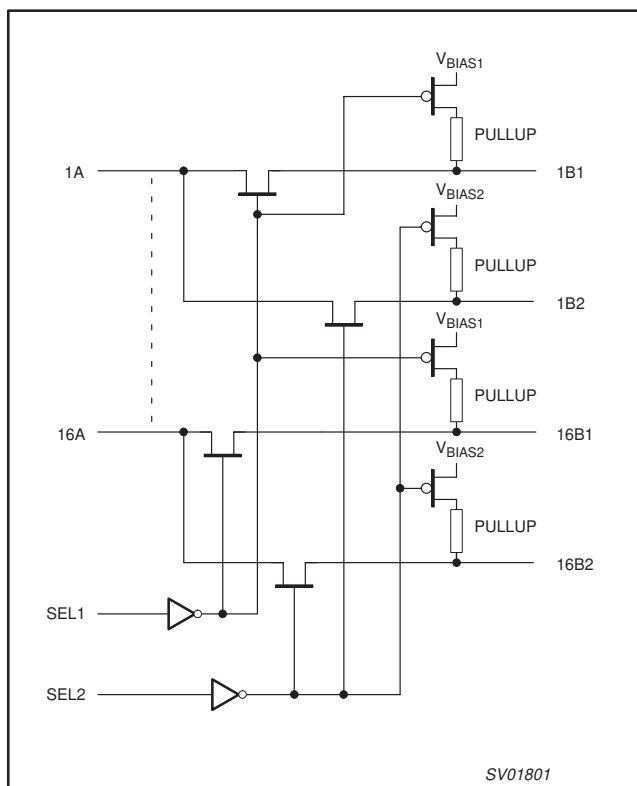 VBIAS1
PULLUP
1A
1B1
VBIAS2
PULLUP
1B2
VBIAS1
PULLUP
16A
16B1
VBIAS2
PULLUP
16B2
SEL1
SEL2
SV01801